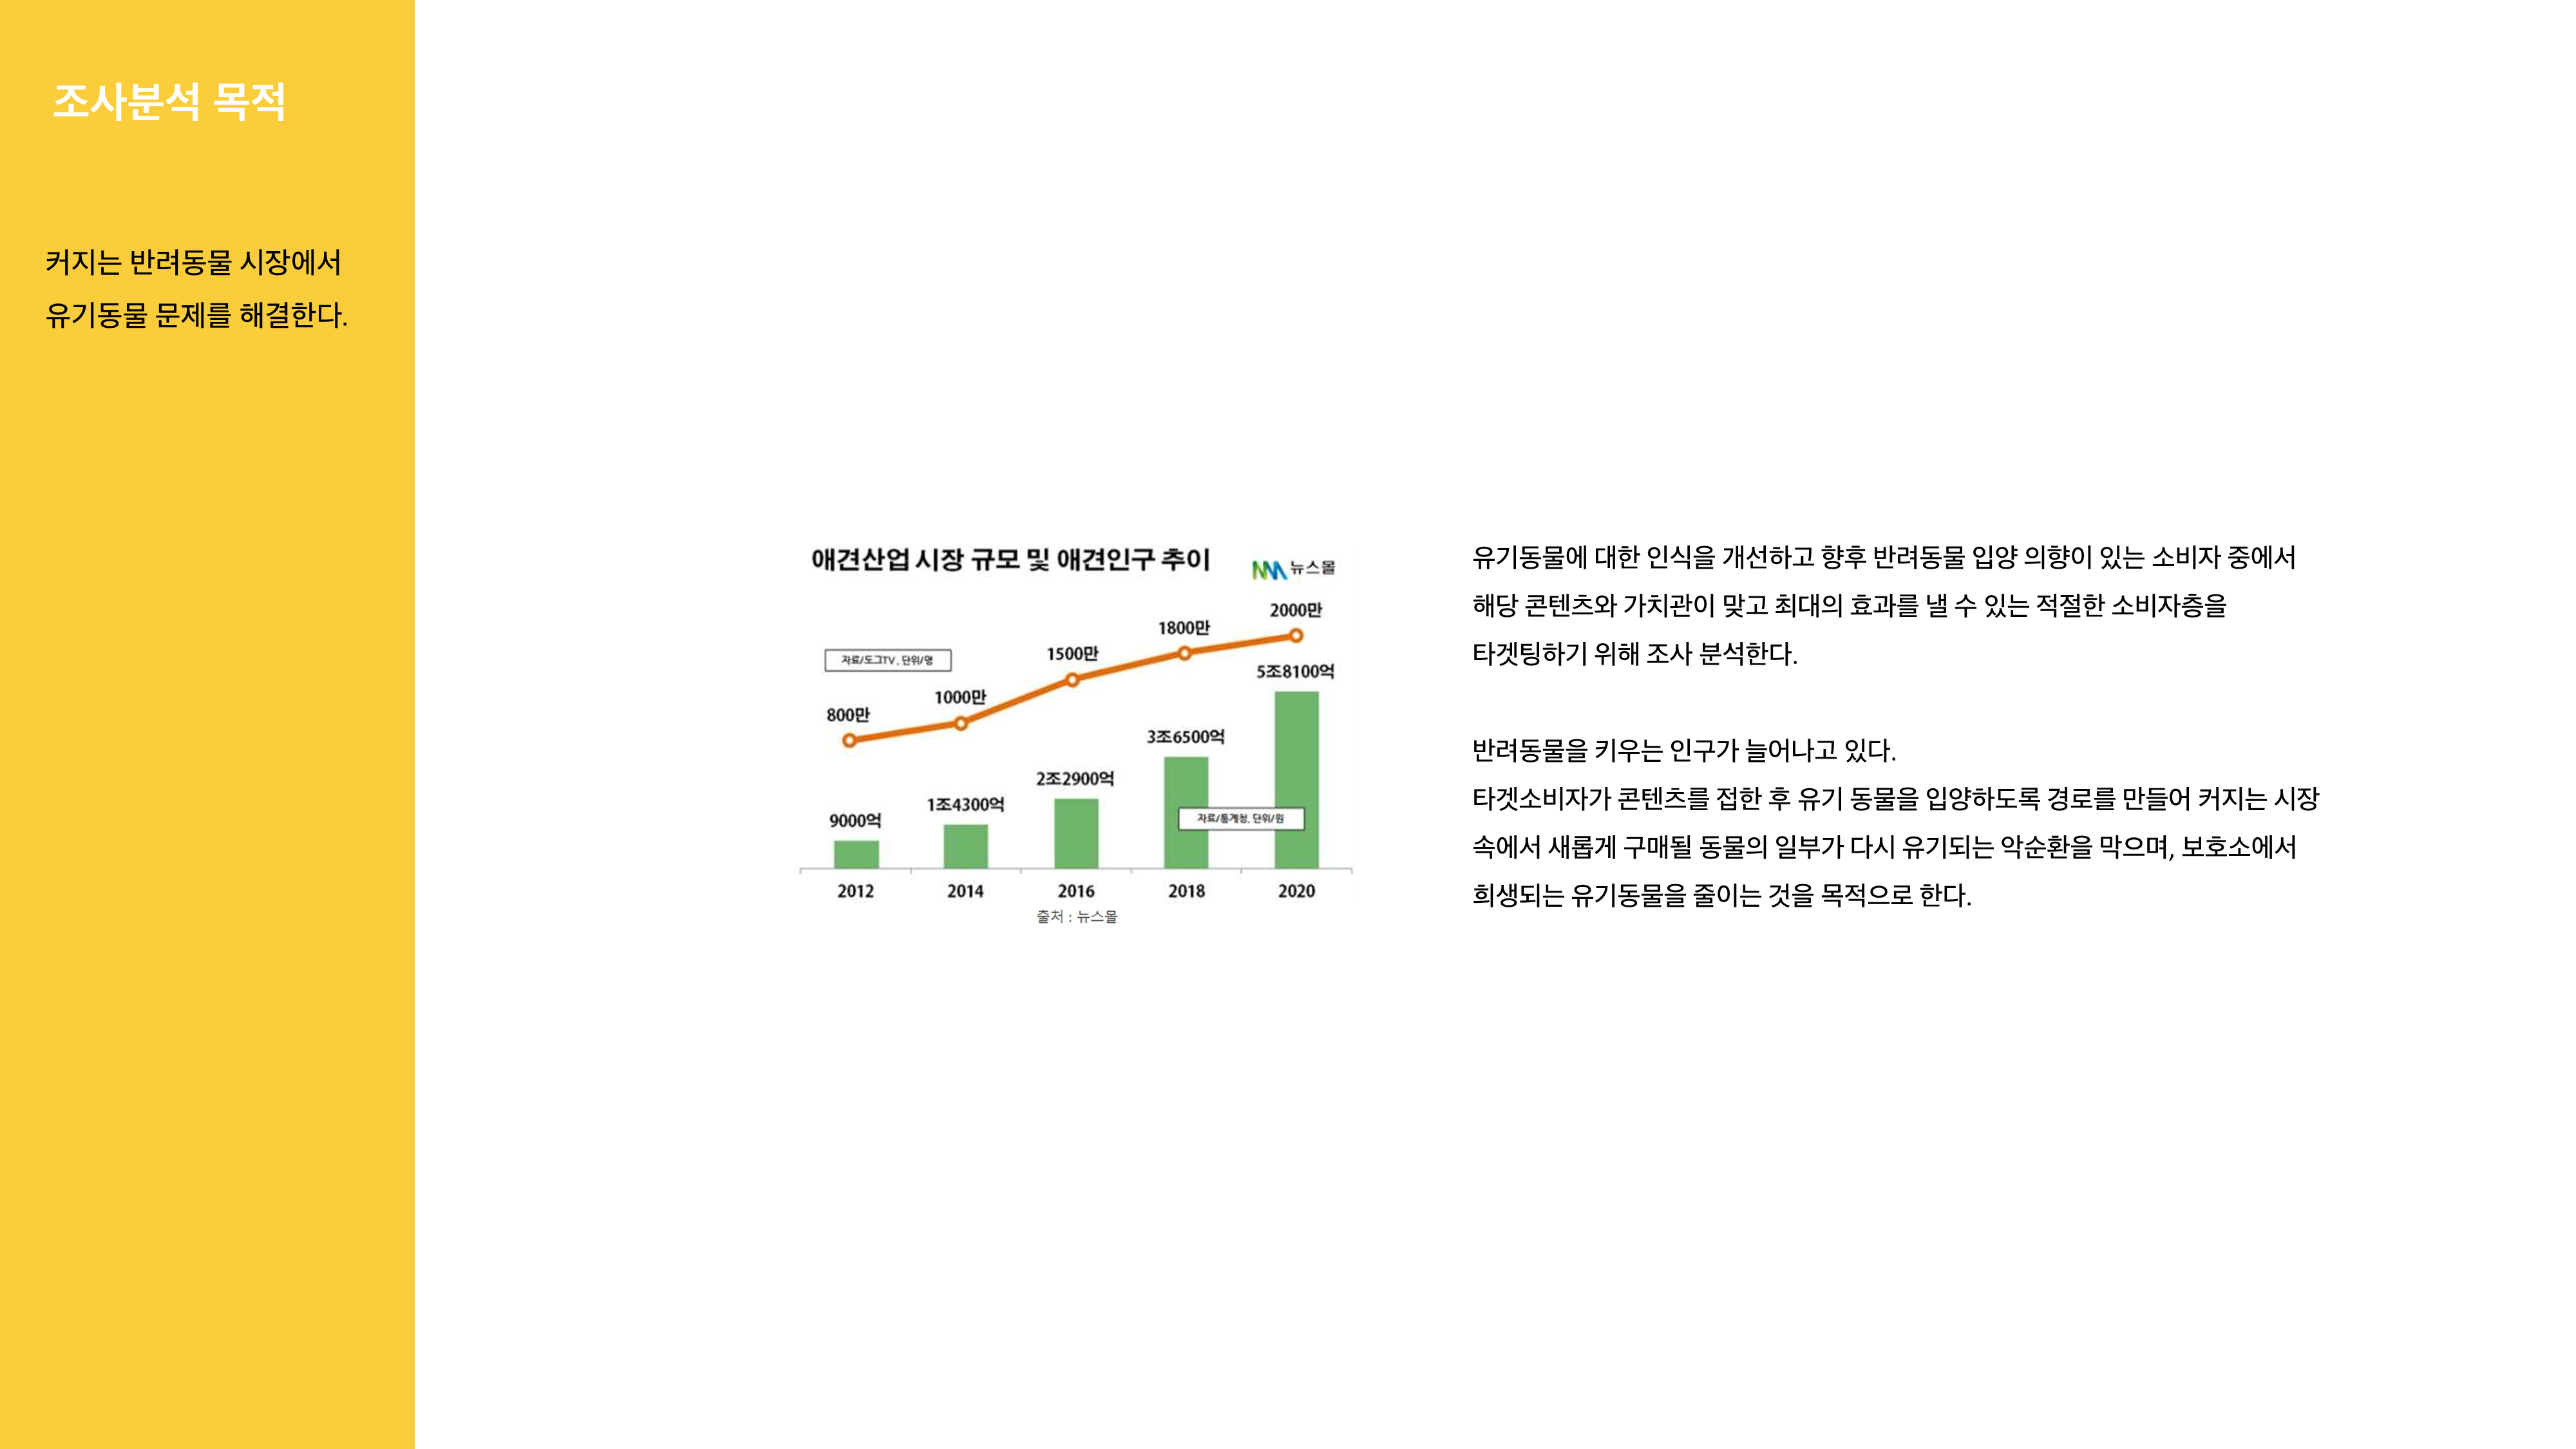 조사분석 목적
커지는 반려동물 시장에서
유기동물 문제를 해결한다.
애견산업 시장 규모 및 애견인구 추이
뉴스몰
자료/도그TV, 단위/명
800만
1000만
1500만
1800만
2000만
9000억
1조4300억
2조2900억
3조6500억
5조8100억
자료/통계청, 단위/원
2012
2014
2016
2018
2020
출처 : 뉴스몰
유기동물에 대한 인식을 개선하고 향후 반려동물 입양 의향이 있는 소비자 중에서
해당 콘텐츠와 가치관이 맞고 최대의 효과를 낼 수 있는 적절한 소비자층을
타겟팅하기 위해 조사 분석한다.
반려동물을 키우는 인구가 늘어나고 있다.
타겟소비자가 콘텐츠를 접한 후 유기 동물을 입양하도록 경로를 만들어 커지는 시장
속에서 새롭게 구매될 동물의 일부가 다시 유기되는 악순환을 막으며, 보호소에서
희생되는 유기동물을 줄이는 것을 목적으로 한다.